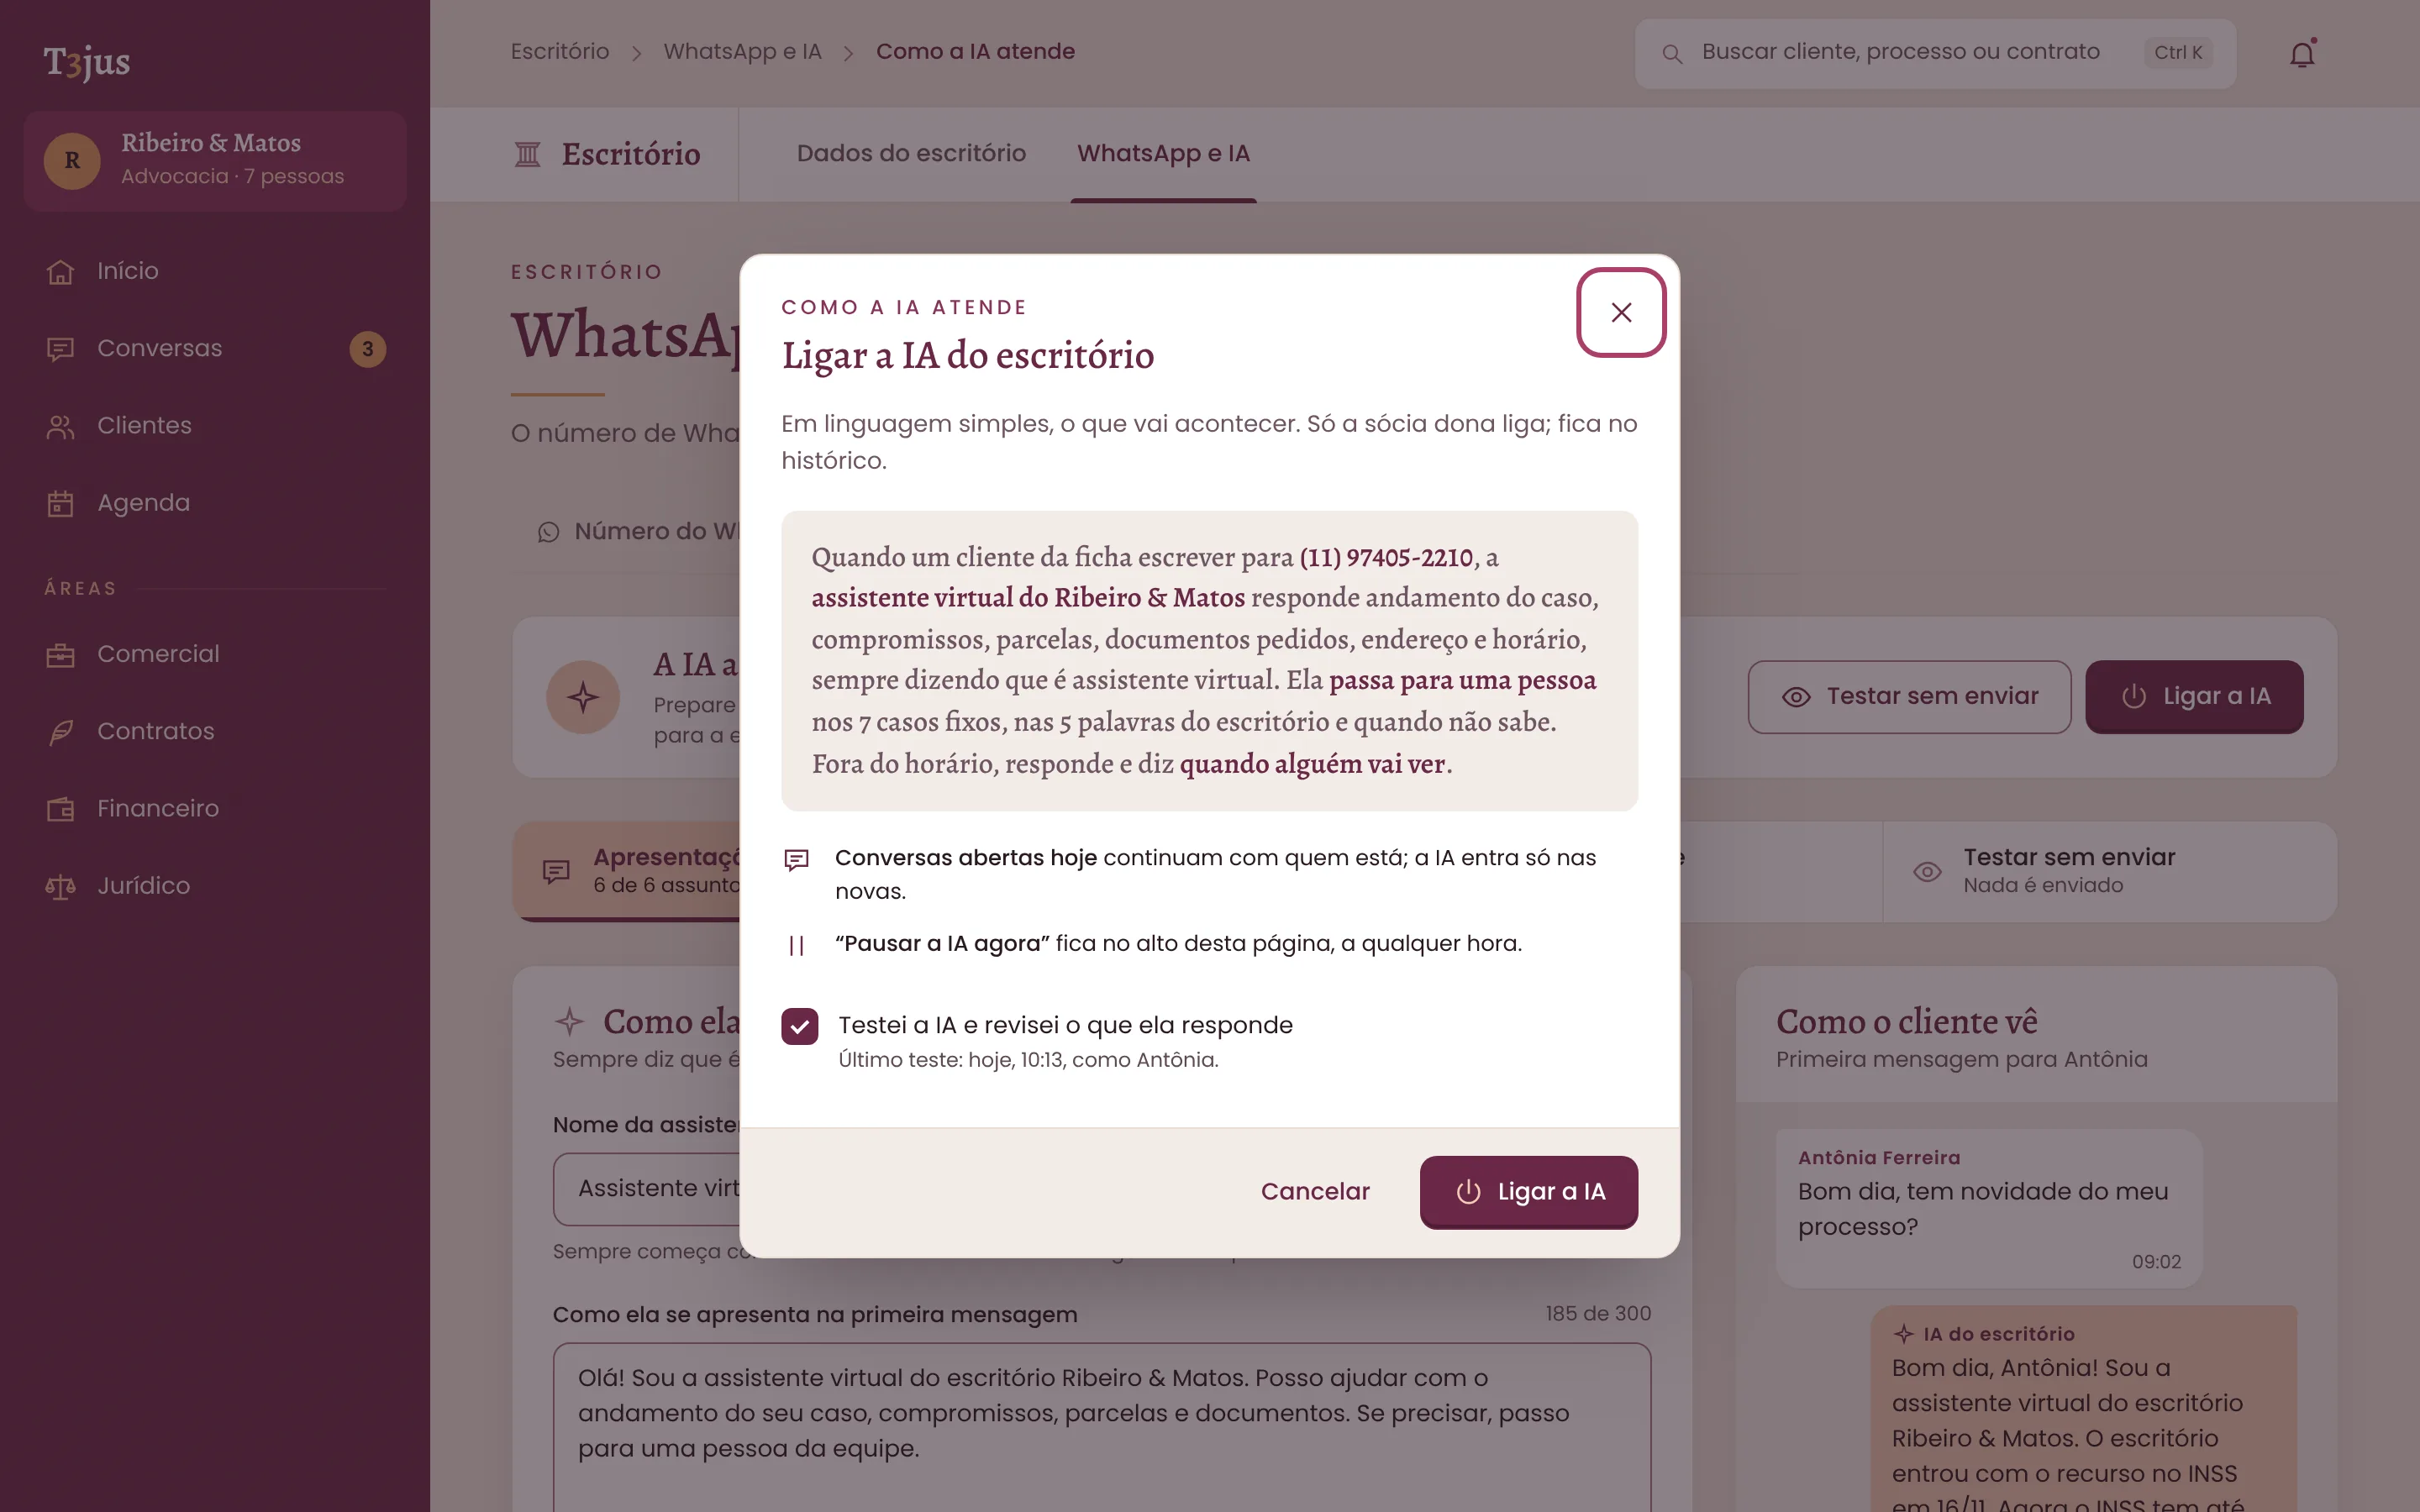 T3jus
R
Ribeiro & Matos
Advocacia · 7 pessoas
Início
Conversas
3
Clientes
Agenda
ÁREAS
Comercial
Contratos
Financeiro
Jurídico
Escritório
WhatsApp e IA
Como a IA atende
Buscar cliente, processo ou contrato
Ctrl K
Escritório
Dados do escritório
WhatsApp e IA
ESCRITÓRIO
WhatsAp
O número de Wha
Número do Wh
A IA a
Prepare
para a e
Testar sem enviar
Ligar a IA
Apresentaçã
6 de 6 assunto
Testar sem enviar
Nada é enviado
COMO A IA ATENDE
Ligar a IA do escritório
Em linguagem simples, o que vai acontecer. Só a sócia dona liga; fica no
histórico.
Quando um cliente da ficha escrever para (11) 97405-2210, a
assistente virtual do Ribeiro & Matos responde andamento do caso,
compromissos, parcelas, documentos pedidos, endereço e horário,
sempre dizendo que é assistente virtual. Ela passa para uma pessoa
nos 7 casos fixos, nas 5 palavras do escritório e quando não sabe.
Fora do horário, responde e diz quando alguém vai ver.
Conversas abertas hoje continuam com quem está; a IA entra só nas
novas.
“Pausar a IA agora” fica no alto desta página, a qualquer hora.
Testei a IA e revisei o que ela responde
Último teste: hoje, 10:13, como Antônia.
Cancelar
Ligar a IA
Como ela
Sempre diz que é
Nome da assisten
Assistente virt
Sempre começa co
Como ela se apresenta na primeira mensagem
185 de 300
Olá! Sou a assistente virtual do escritório Ribeiro & Matos. Posso ajudar com o
andamento do seu caso, compromissos, parcelas e documentos. Se precisar, passo
para uma pessoa da equipe.
Como o cliente vê
Primeira mensagem para Antônia
Antônia Ferreira
Bom dia, tem novidade do meu
processo?
09:02
IA do escritório
Bom dia, Antônia! Sou a
assistente virtual do escritório
Ribeiro & Matos. O escritório
entrou com o recurso no INSS
em 16/11. Agora o INSS tem até